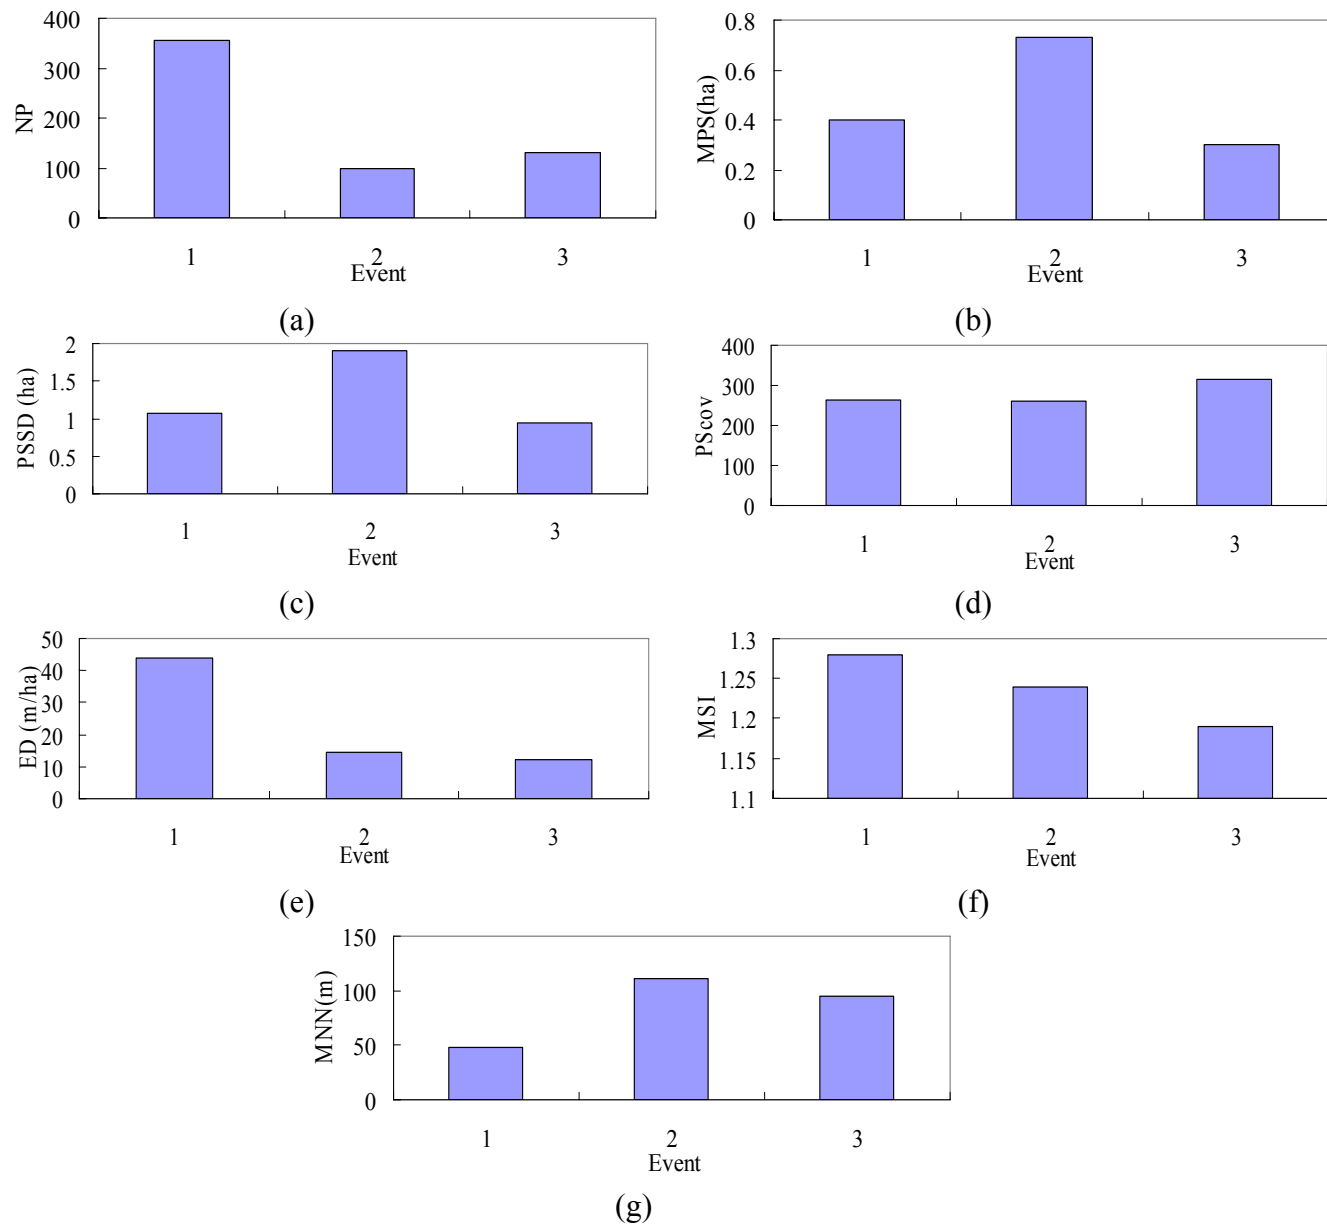 400
300
200
100
0
NP
1 2 3
Event
(a)
0.8
0.6
0.4
0.2
0
MPS(ha)
1 2 3
Event
(b)
2
1.5
1
0.5
0
PSSD (ha)
1 2 3
Event
(c)
400
300
200
100
0
PScov
1 2 3
Event
(d)
50
40
30
20
10
0
ED (m/ha)
1 2 3
Event
(e)
1.3
1.25
1.2
1.15
1.1
MSI
1 2 3
Event
(f)
150
100
50
0
MNN(m)
1 2 3
Event
(g)